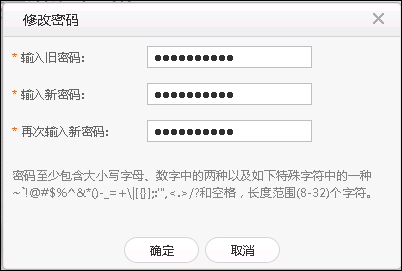 修改密码
* 输入旧密码: ●●●●●●●●●●
* 输入新密码: ●●●●●●●●●●
* 再次输入新密码: ●●●●●●●●●●
密码至少包含大小写字母、数字中的两种以及如下特殊字符中的一种
~`!@#$%^&*()-_=+\|[{}];:'",<.>/?和空格，长度范围(8-32)个字符。
确定 取消